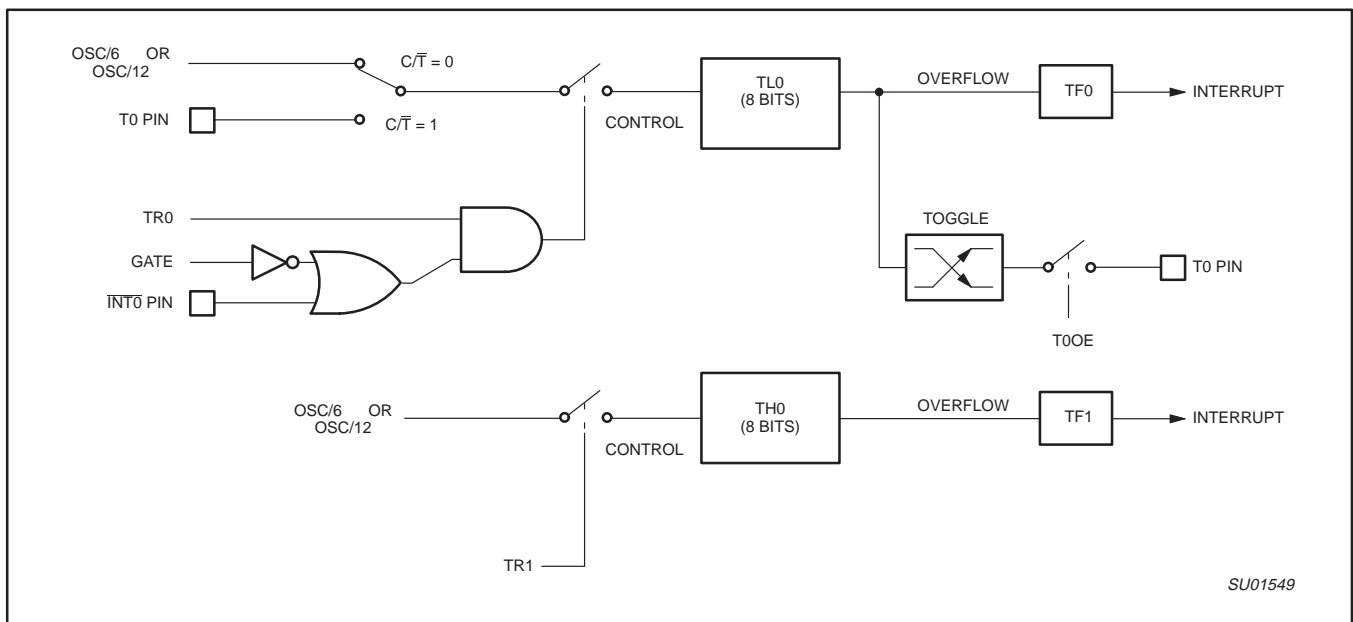 OSC/6 OR
OSC/12
C/T̅ = 0
T0 PIN
C/T̅ = 1
CONTROL
TL0
(8 BITS)
OVERFLOW
TF0
INTERRUPT
TR0
GATE
I̅N̅T̅0̅ PIN
TOGGLE
T0 PIN
T0OE
OSC/6 OR
OSC/12
CONTROL
TH0
(8 BITS)
OVERFLOW
TF1
INTERRUPT
TR1
SU01549